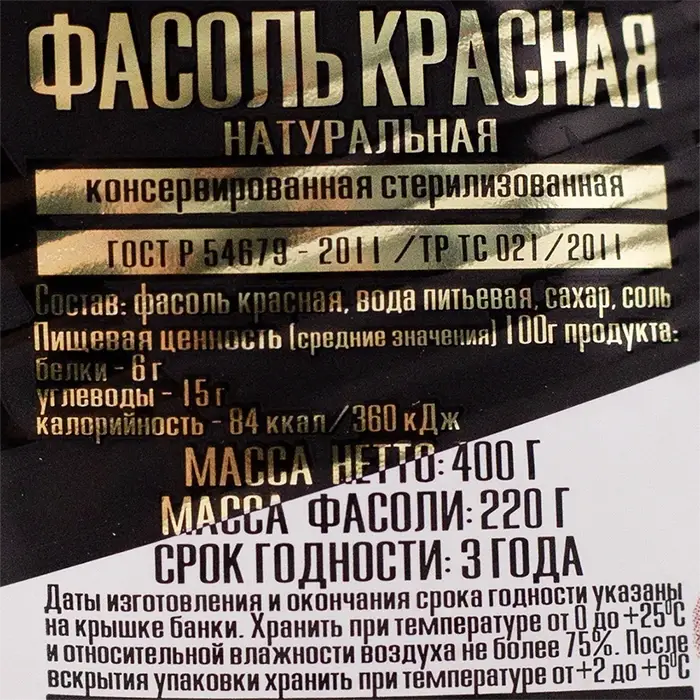 ФАСОЛЬ КРАСНАЯ
НАТУРАЛЬНАЯ
КОНСЕРВИРОВАННАЯ СТЕРИЛИЗОВАННАЯ
ГОСТ Р 54679 - 2011 / ТР ТС 021/2011
Состав: фасоль красная, вода питьевая, сахар, соль
Пищевая ценность (средние значения) 100г продукта:
белки - 6 г
углеводы - 15 г
калорийность - 84 ккал/360 кДж
МАССА НЕТТО: 400 Г
МАССА ФАСОЛИ: 220 Г
СРОК ГОДНОСТИ: 3 ГОДА
Даты изготовления и окончания срока годности указаны
на крышке банки. Хранить при температуре от 0 до +25°С
и относительной влажности воздуха не более 75%. После
вскрытия упаковки хранить при температуре от +2 до +6°С